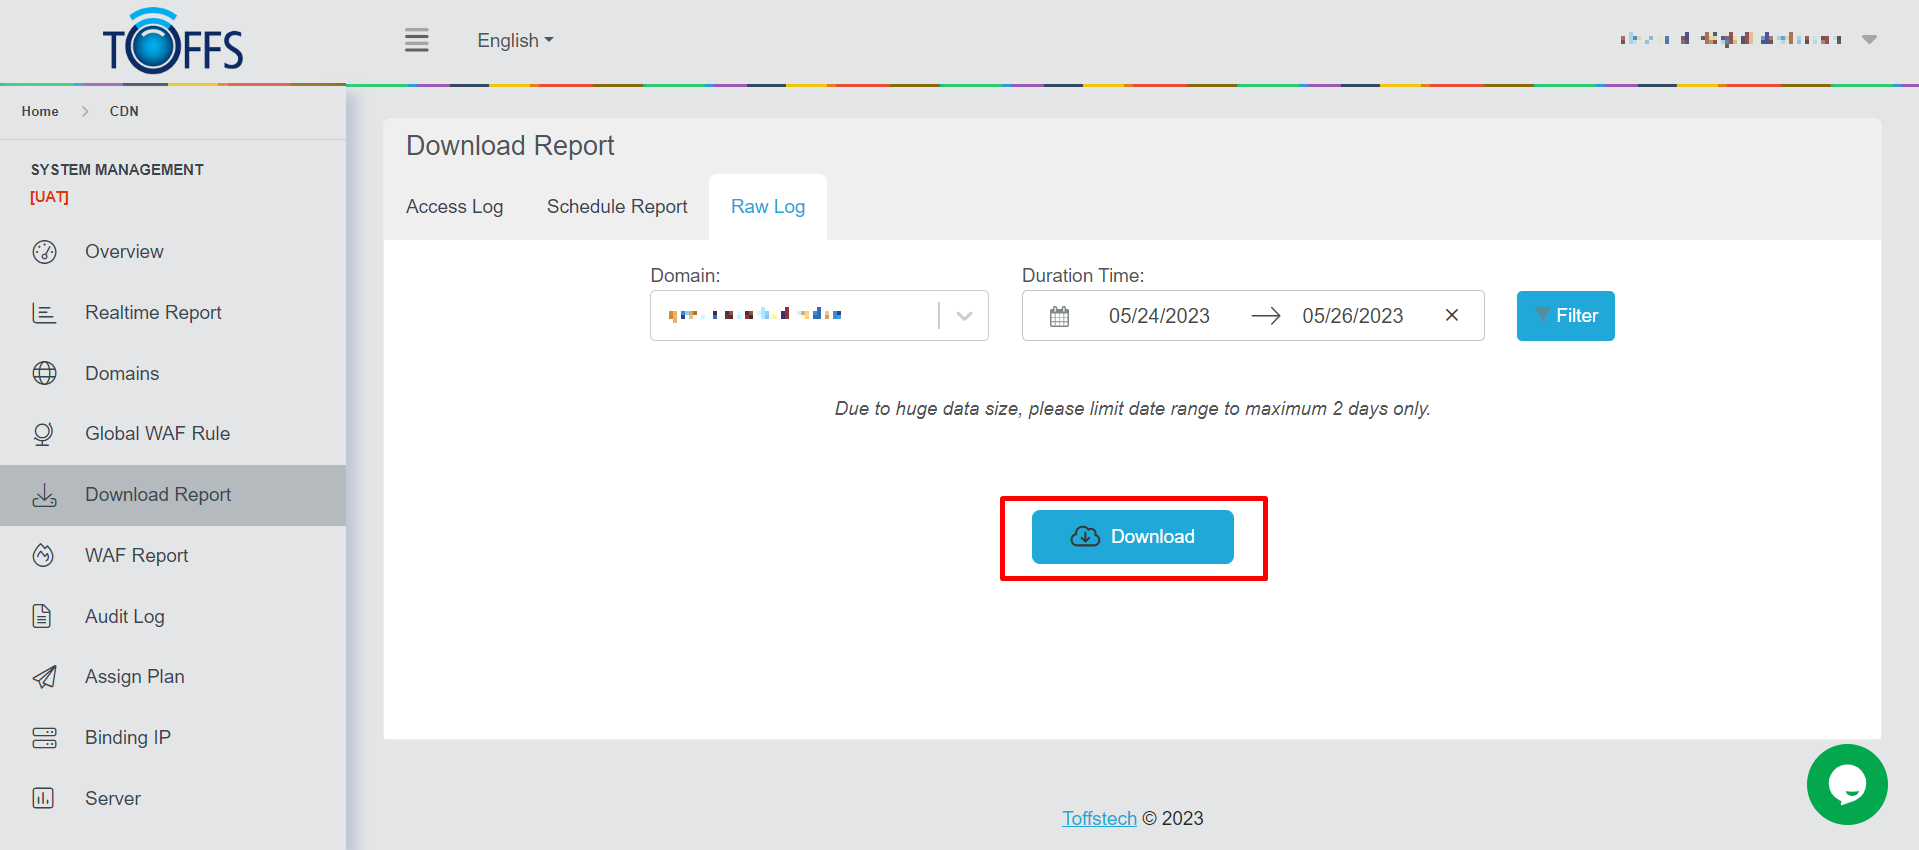 TOFFS
English
Home > CDN
SYSTEM MANAGEMENT
[UAT]
Overview
Realtime Report
Domains
Global WAF Rule
Download Report
WAF Report
Audit Log
Assign Plan
Binding IP
Server
Download Report
Access Log Schedule Report Raw Log
Domain: Duration Time:
05/24/2023 → 05/26/2023 × Filter
Due to huge data size, please limit date range to maximum 2 days only.
Download
Toffstech © 2023